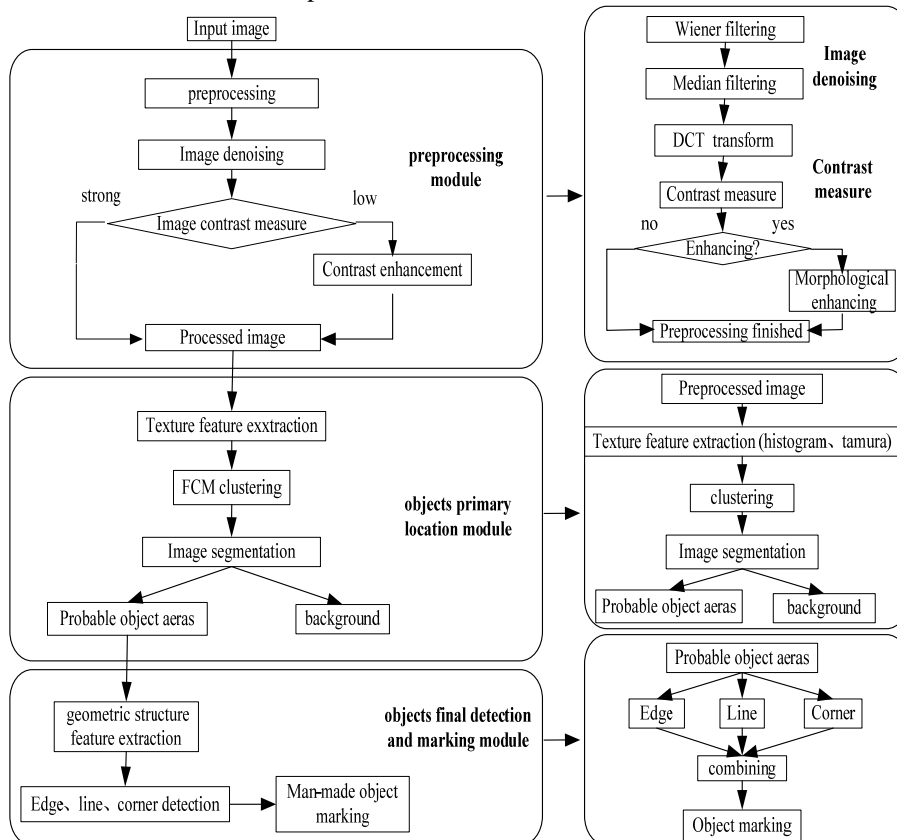 Input image
preprocessing
Image denoising
strong
low
Image contrast measure
Contrast enhancement
Processed image
preprocessing
module
Wiener filtering
Median filtering
Image
denoising
DCT transform
Contrast measure
Contrast
measure
no
yes
Enhancing?
Morphological
enhancing
Preprocessing finished
Texture feature exxtraction
FCM clustering
Image segmentation
Probable object aeras
background
objects primary
location module
Preprocessed image
Texture feature extraction (histogram、tamura)
clustering
Image segmentation
Probable object aeras
background
geometric structure
feature extraction
Edge、line、corner detection
Man-made object
marking
objects final detection
and marking module
Probable object aeras
Edge
Line
Corner
combining
Object marking